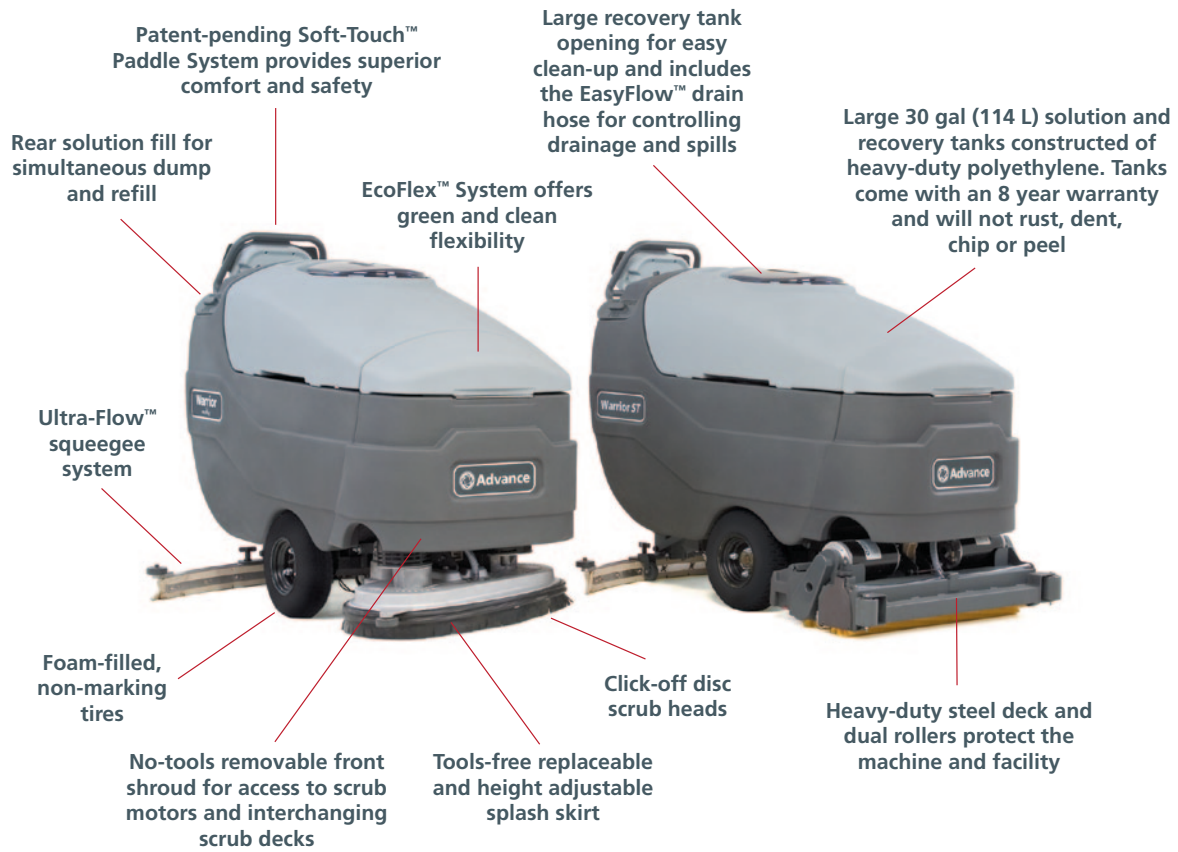 Patent-pending Soft-Touch™
Paddle System provides superior
comfort and safety
Large recovery tank
opening for easy
clean-up and includes
the EasyFlow™ drain
hose for controlling
drainage and spills
Large 30 gal (114 L) solution and
recovery tanks constructed of
heavy-duty polyethylene. Tanks
come with an 8 year warranty
and will not rust, dent,
chip or peel
Rear solution fill for
simultaneous dump
and refill
EcoFlex™ System offers
green and clean
flexibility
Warrior
Warrior ST
Ultra-Flow™
squeegee
system
Advance
Advance
Foam-filled,
non-marking
tires
Click-off disc
scrub heads
Heavy-duty steel deck and
dual rollers protect the
machine and facility
No-tools removable front
shroud for access to scrub
motors and interchanging
scrub decks
Tools-free replaceable
and height adjustable
splash skirt